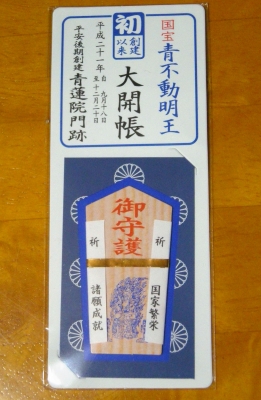 国宝青不動明王
創建以来
初
大開帳
平成二十一年 自 九月十八日 至 十二月二十日
平安後期創建 青蓮院門跡
御守護
祈 国家繁栄
祈 諸願成就